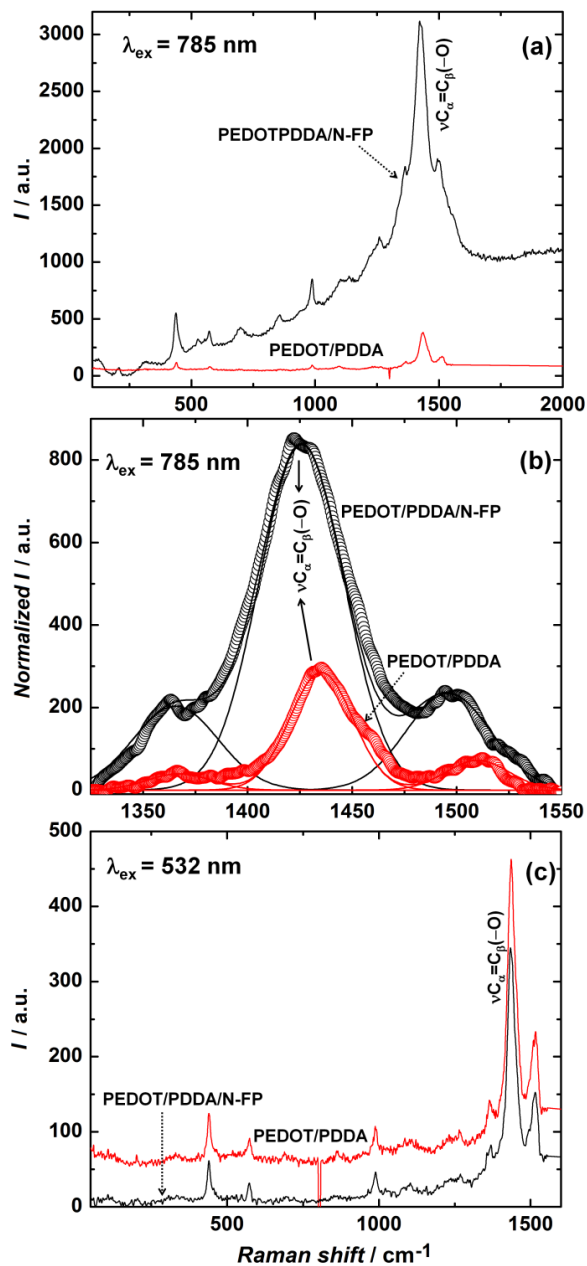 λex = 785 nm
(a)
PEDOTPDDA/N-FP
νCα=Cβ(−O)
PEDOT/PDDA
I / a.u.
3000
2500
2000
1500
1000
500
0
500
1000
1500
2000
λex = 785 nm
(b)
PEDOT/PDDA/N-FP
νCα=Cβ(−O)
PEDOT/PDDA
Normalized I / a.u.
800
600
400
200
0
1350
1400
1450
1500
1550
λex = 532 nm
(c)
νCα=Cβ(−O)
PEDOT/PDDA/N-FP
PEDOT/PDDA
I / a.u.
500
400
300
200
100
0
500
1000
1500
Raman shift / cm-1